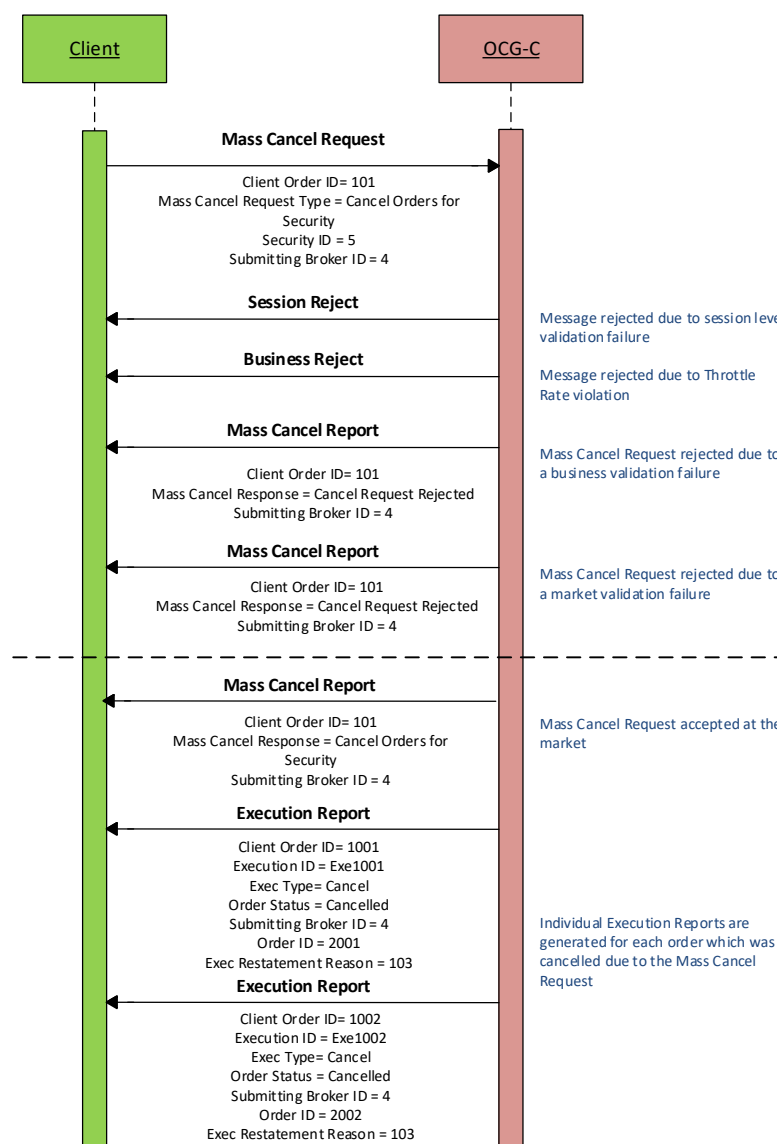 Client
OCG-C
Mass Cancel Request
Client Order ID= 101
Mass Cancel Request Type = Cancel Orders for
Security
Security ID = 5
Submitting Broker ID = 4
Session Reject
Message rejected due to session leve
validation failure
Business Reject
Message rejected due to Throttle
Rate violation
Mass Cancel Report
Mass Cancel Request rejected due to
a business validation failure
Client Order ID= 101
Mass Cancel Response = Cancel Request Rejected
Submitting Broker ID = 4
Mass Cancel Report
Mass Cancel Request rejected due to
a market validation failure
Client Order ID= 101
Mass Cancel Response = Cancel Request Rejected
Submitting Broker ID = 4
Mass Cancel Report
Client Order ID= 101
Mass Cancel Response = Cancel Orders for
Security
Submitting Broker ID = 4
Mass Cancel Request accepted at the
market
Execution Report
Client Order ID= 1001
Execution ID = Exe1001
Exec Type= Cancel
Order Status = Cancelled
Submitting Broker ID = 4
Order ID = 2001
Exec Restatement Reason = 103
Individual Execution Reports are
generated for each order which was
cancelled due to the Mass Cancel
Request
Execution Report
Client Order ID= 1002
Execution ID = Exe1002
Exec Type= Cancel
Order Status = Cancelled
Submitting Broker ID = 4
Order ID = 2002
Exec Restatement Reason = 103